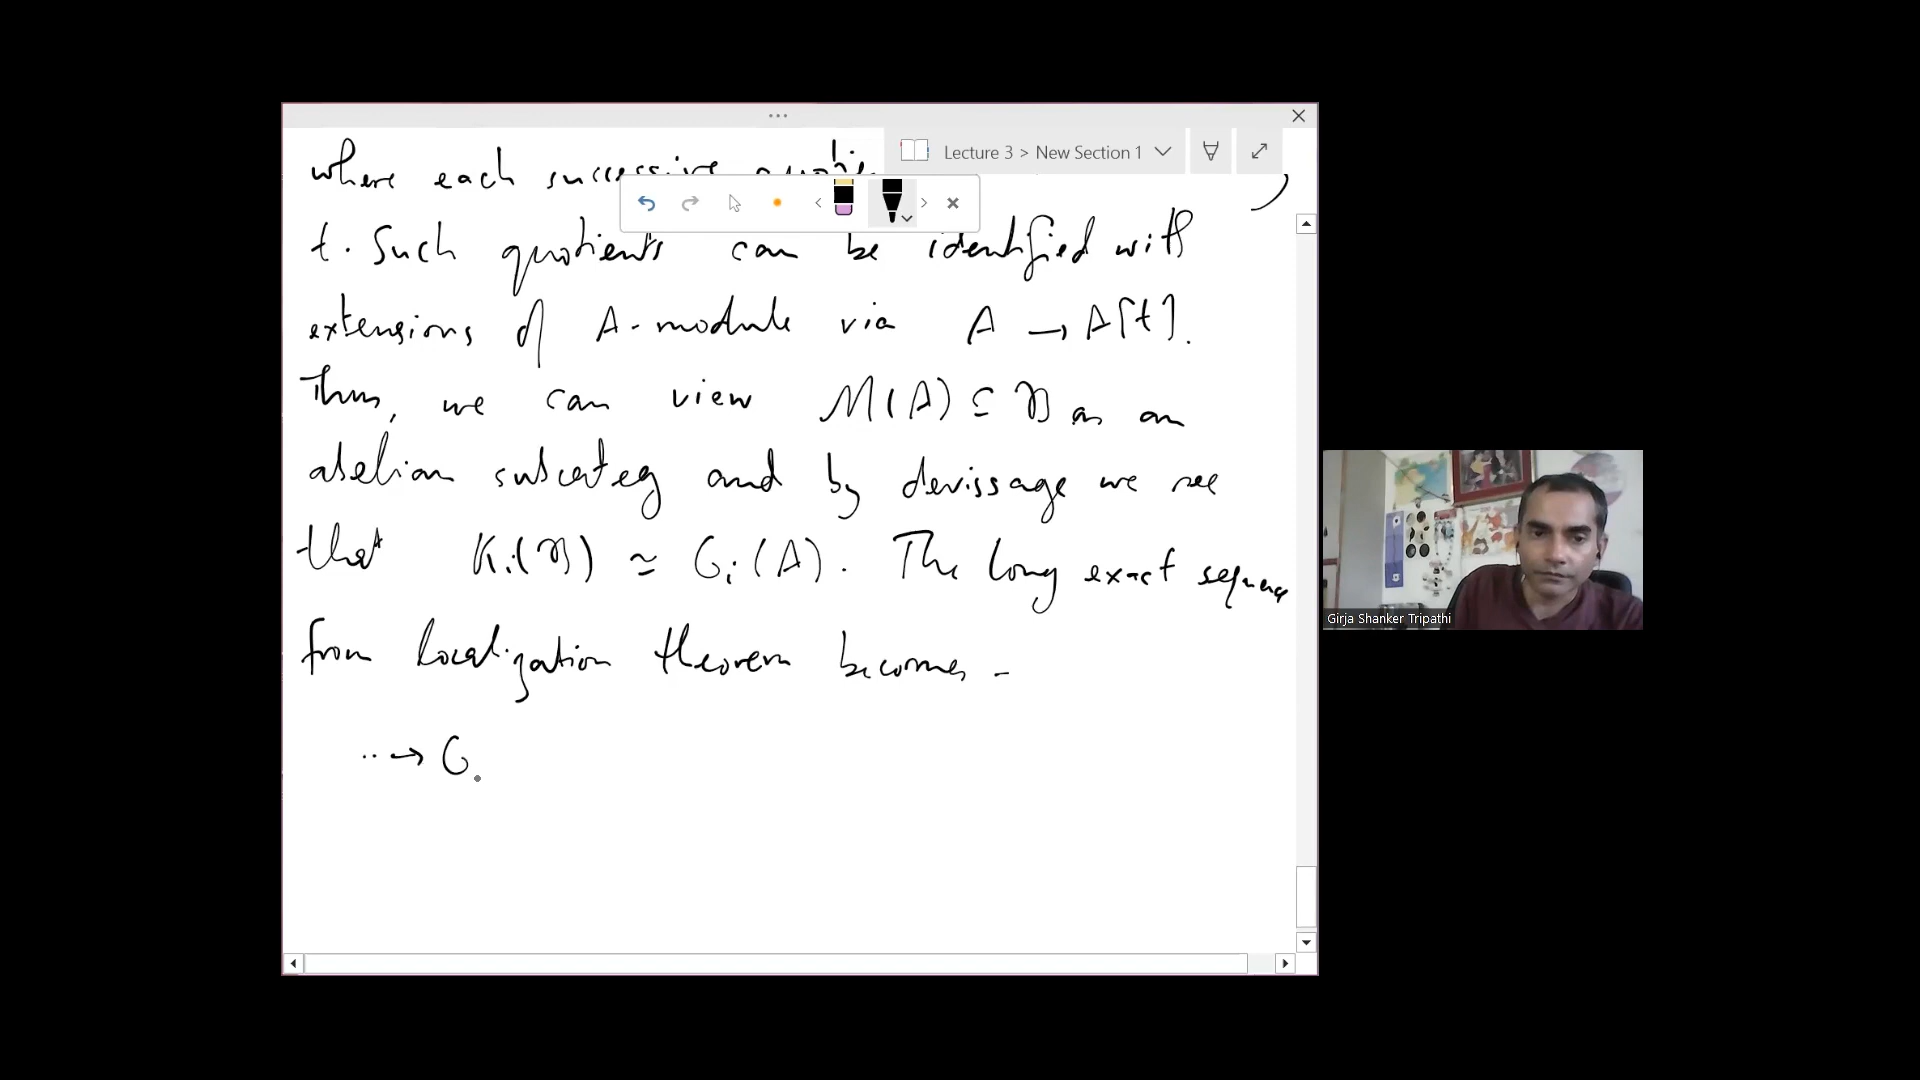 Lecture 3 > New Section 1
where each successive
t. Such quotients can be identified with
extensions of A-module via A → A[t].
Thus, we can view M(A) ⊆ 𝔅 as an
abelian subcateg and by devissage we see
that Kᵢ(𝔅) ≃ Gᵢ(A). The long exact sequence
from localization theorem becomes -
‥→ G
Girja Shanker Tripathi